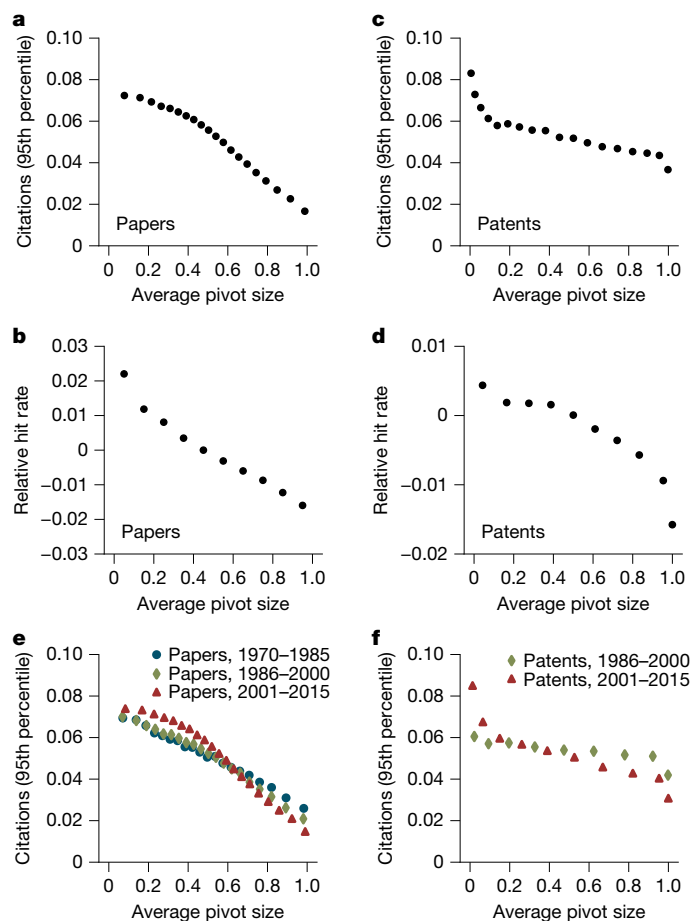 a
Citations (95th percentile)
0.10
0.08
0.06
0.04
0.02
0
Papers
0
0.2
0.4
0.6
0.8
1.0
Average pivot size
c
Citations (95th percentile)
0.10
0.08
0.06
0.04
0.02
0
Patents
0
0.2
0.4
0.6
0.8
1.0
Average pivot size
b
Relative hit rate
0.03
0.02
0.01
0
−0.01
−0.02
−0.03
Papers
0
0.2
0.4
0.6
0.8
1.0
Average pivot size
d
Relative hit rate
0.01
0
−0.01
−0.02
Patents
0
0.2
0.4
0.6
0.8
1.0
Average pivot size
e
Citations (95th percentile)
0.10
0.08
0.06
0.04
0.02
0
Papers, 1970–1985
Papers, 1986–2000
Papers, 2001–2015
0
0.2
0.4
0.6
0.8
1.0
Average pivot size
f
Citations (95th percentile)
0.10
0.08
0.06
0.04
0.02
0
Patents, 1986–2000
Patents, 2001–2015
0
0.2
0.4
0.6
0.8
1.0
Average pivot size